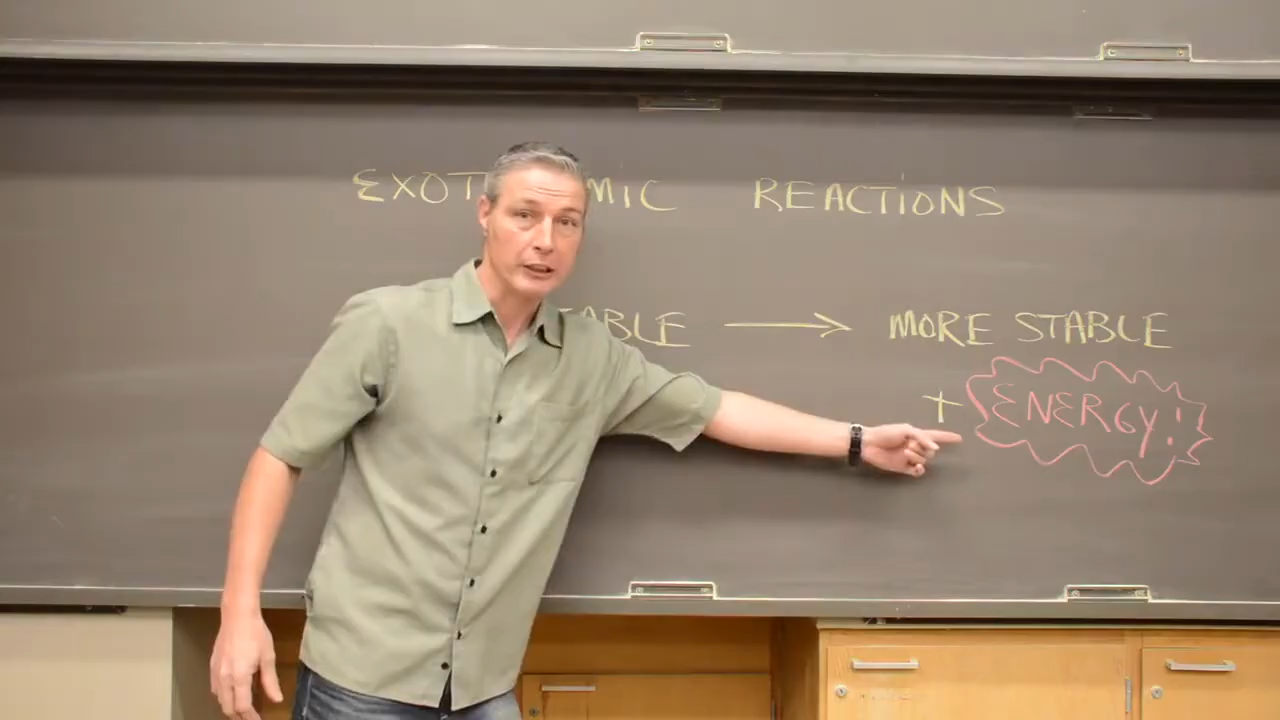 EXOT MIC REACTIONS
ABLE → MORE STABLE
+ ENERGY!